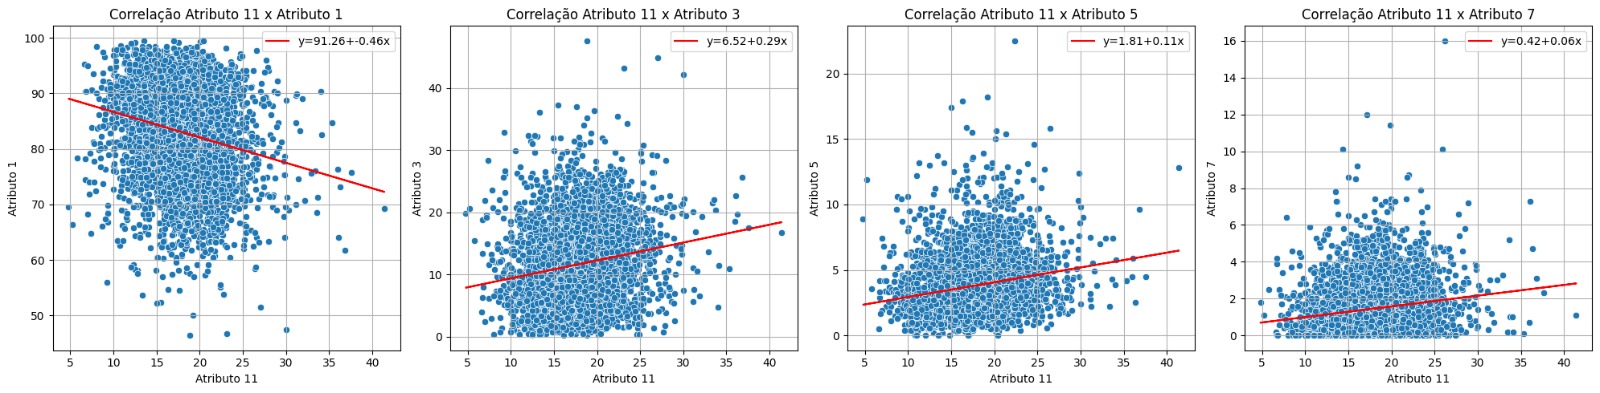 Correlação Atributo 11 x Atributo 1
y=91.26+-0.46x
100
90
80
70
60
50
Atributo 1
5 10 15 20 25 30 35 40
Atributo 11
Correlação Atributo 11 x Atributo 3
y=6.52+0.29x
40
30
20
10
0
Atributo 3
5 10 15 20 25 30 35 40
Atributo 11
Correlação Atributo 11 x Atributo 5
y=1.81+0.11x
20
15
10
5
0
Atributo 5
5 10 15 20 25 30 35 40
Atributo 11
Correlação Atributo 11 x Atributo 7
y=0.42+0.06x
16
14
12
10
8
6
4
2
0
Atributo 7
5 10 15 20 25 30 35 40
Atributo 11